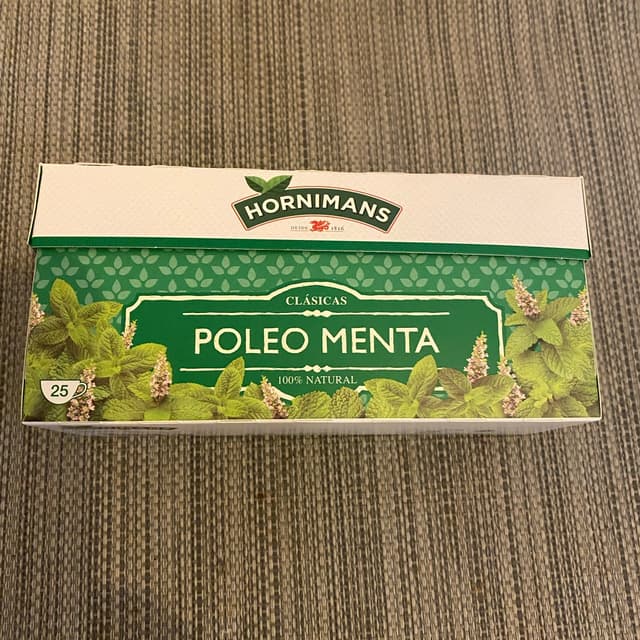 HORNIMANS
DESDE 1826
CLÁSICAS
POLEO MENTA
100% NATURAL
25